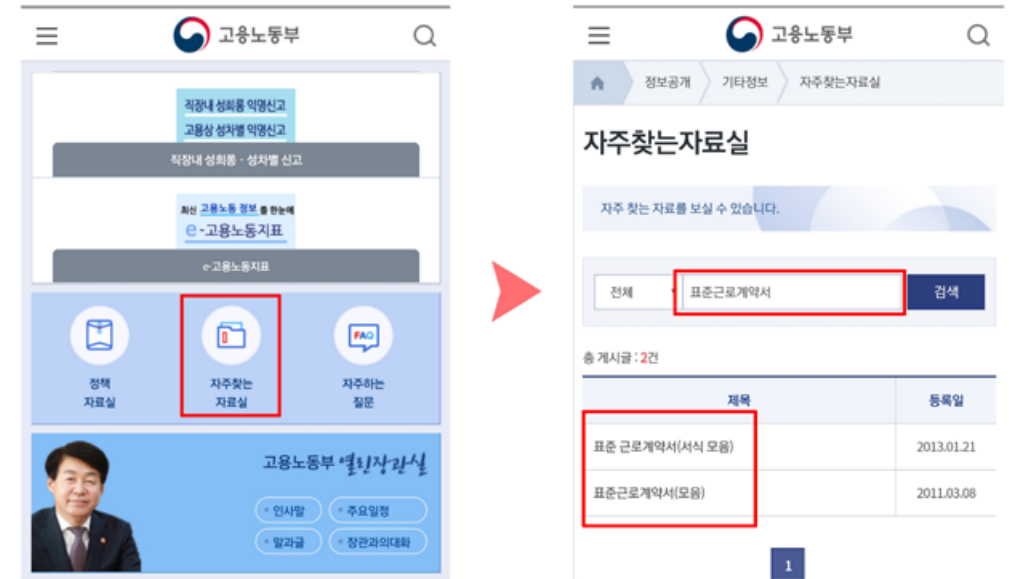 고용노동부
직장내 성희롱 익명신고
고용상 성차별 익명신고
직장내 성희롱 · 성차별 신고
최신 고용노동 정보 를 한눈에
e-고용노동지표
e-고용노동지표
정책
자료실
자주찾는
자료실
FAQ
자주하는
질문
고용노동부 열린장관실
인사말
주요일정
말과글
장관과의대화
고용노동부
정보공개
기타정보
자주찾는자료실
자주찾는자료실
자주 찾는 자료를 보실 수 있습니다.
전체
표준근로계약서
검색
총 게시글 : 2건
제목 등록일
표준 근로계약서(서식 모음) 2013.01.21
표준근로계약서(모음) 2011.03.08
1